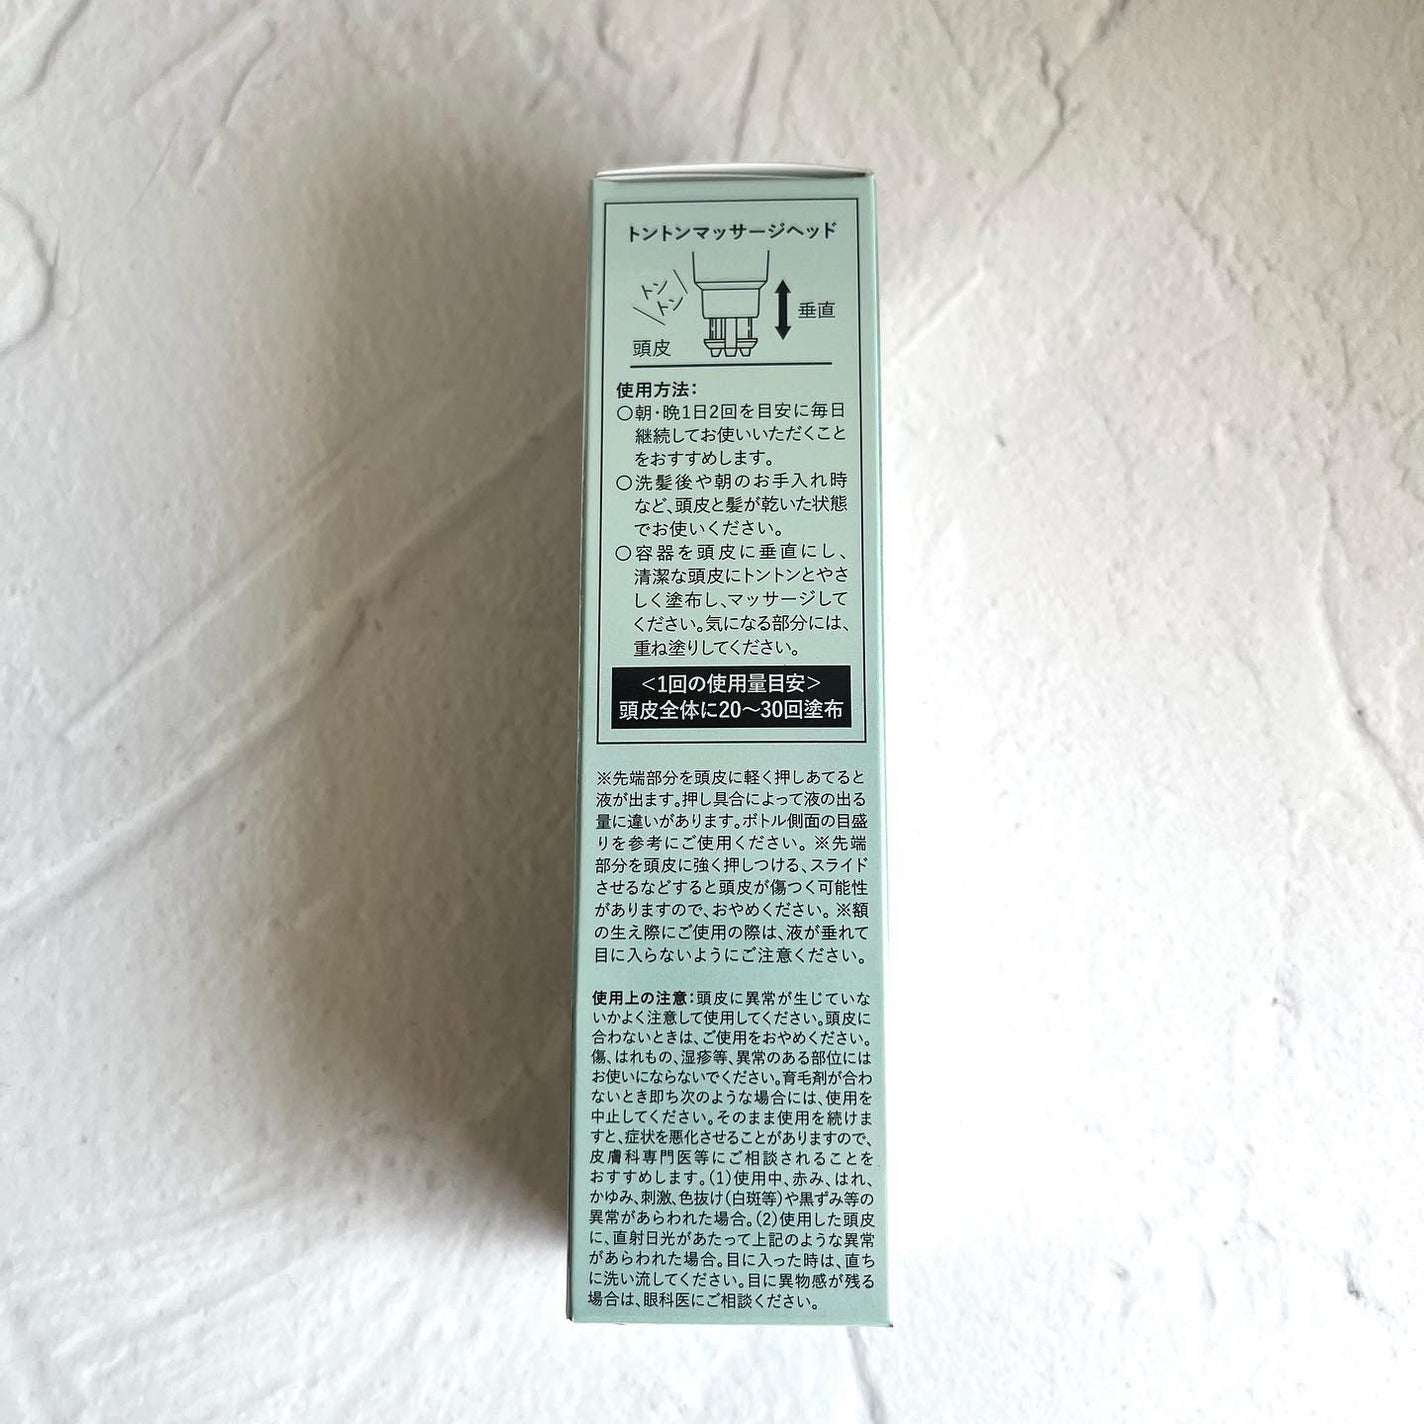 トントンマッサージヘッド
トン
トン
垂直
頭皮
使用方法：
○朝・晩1日2回を目安に毎日
継続してお使いいただくこと
をおすすめします。
○洗髪後や朝のお手入れ時
など、頭皮と髪が乾いた状態
でお使いください。
○容器を頭皮に垂直にし、
清潔な頭皮にトントンとやさ
しく塗布し、マッサージして
ください。気になる部分には、
重ね塗りしてください。
＜1回の使用量目安＞
頭皮全体に20〜30回塗布
※先端部分を頭皮に軽く押しあてると
液が出ます。押し具合によって液の出る
量に違いがあります。ボトル側面の目盛
りを参考にご使用ください。※先端
部分を頭皮に強く押しつける、スライド
させるなどすると頭皮が傷つく可能性
がありますので、おやめください。※額
の生え際にご使用の際は、液が垂れて
目に入らないようにご注意ください。
使用上の注意：頭皮に異常が生じていな
いかよく注意して使用してください。頭皮に
合わないときは、ご使用をおやめください。
傷、はれもの、湿疹等、異常のある部位には
お使いにならないでください。育毛剤が合わ
ないとき即ち次のような場合には、使用を
中止してください。そのまま使用を続けま
すと、症状を悪化させることがありますので、
皮膚科専門医等にご相談されることを
おすすめします。（1）使用中、赤み、はれ、
かゆみ、刺激、色抜け（白斑等）や黒ずみ等の
異常があらわれた場合。（2）使用した頭皮
に、直射日光があたって上記のような異常
があらわれた場合。目に入った時は、直ち
に洗い流してください。目に異物感が残る
場合は、眼科医にご相談ください。